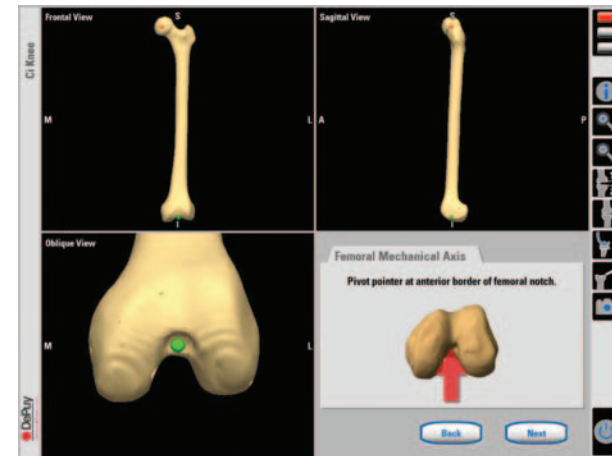 Ci Knee
Frontal View
S
M
L
I
Sagittal View
S
A
P
I
Oblique View
M
L
Femoral Mechanical Axis
Pivot pointer at anterior border of femoral notch.
Back
Next
DePuy